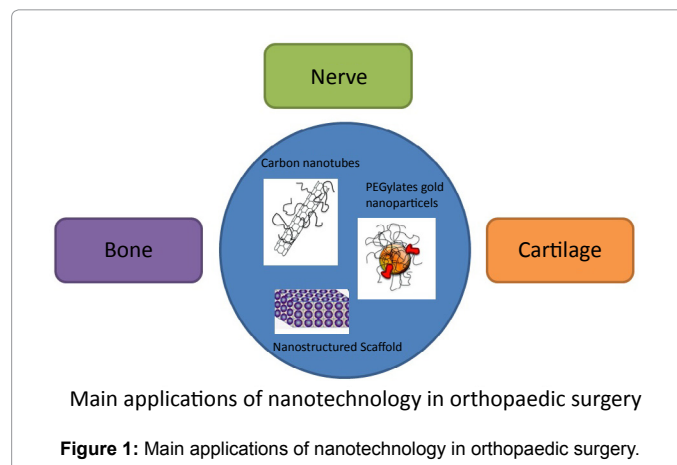 Nerve
Carbon nanotubes
PEGylates gold
nanoparticels
Bone
Cartilage
Nanostructured Scaffold
Main applications of nanotechnology in orthopaedic surgery
Figure 1: Main applications of nanotechnology in orthopaedic surgery.